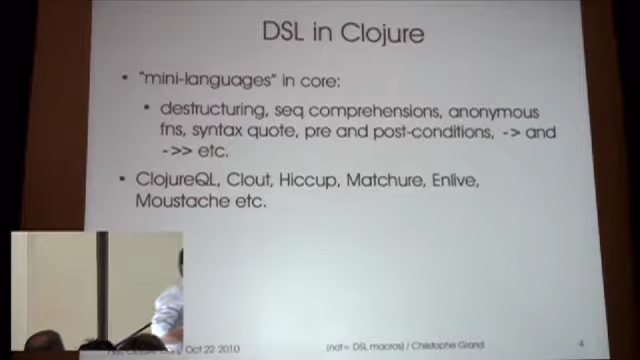 DSL in Clojure
• "mini-languages" in core:
• destructuring, seq comprehensions, anonymous
fns, syntax quote, pre and post-conditions, -> and
->> etc.
• ClojureQL, Clout, Hiccup, Matchure, Enlive,
Moustache etc.
Oct 22 2010
(not= DSL macros) / Christophe Grand
4